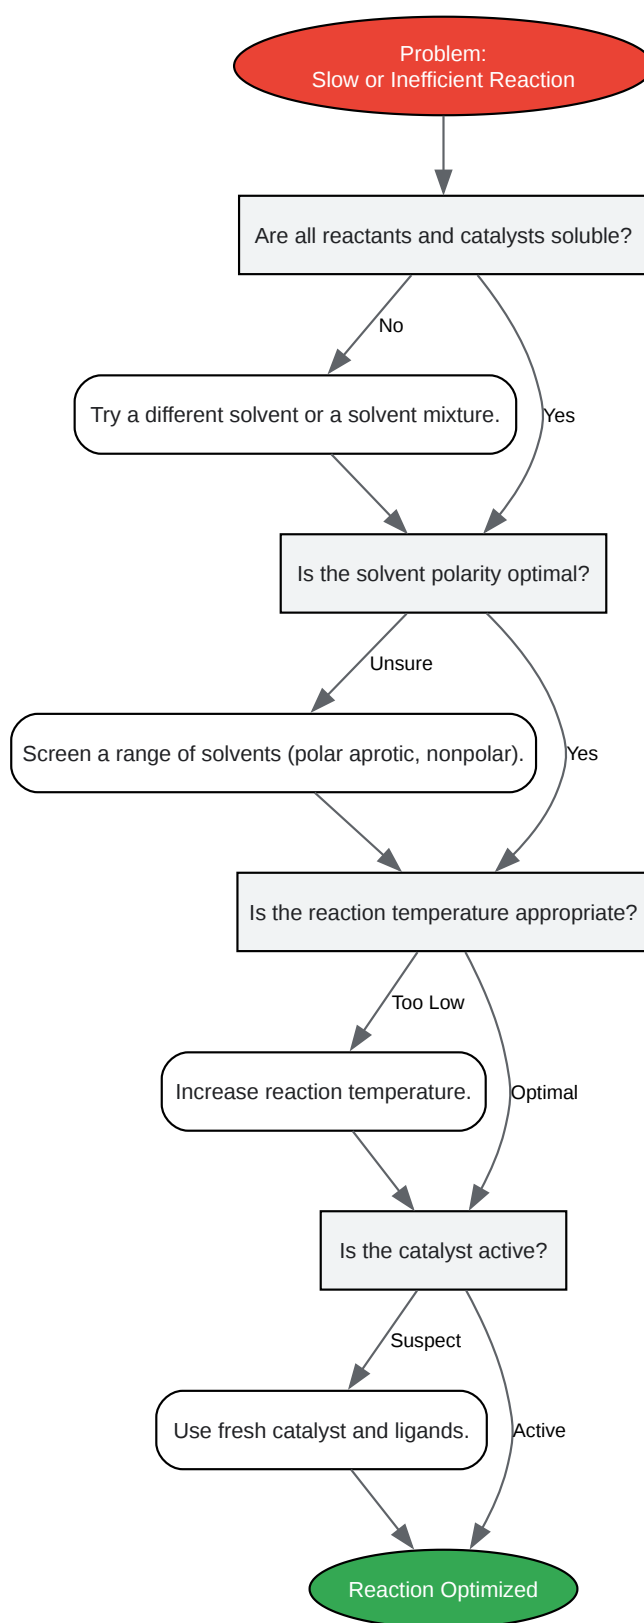 Problem:
Slow or Inefficient Reaction
Are all reactants and catalysts soluble?
No
Try a different solvent or a solvent mixture.
Yes
Is the solvent polarity optimal?
Unsure
Screen a range of solvents (polar aprotic, nonpolar).
Yes
Is the reaction temperature appropriate?
Too Low
Increase reaction temperature.
Optimal
Is the catalyst active?
Suspect
Use fresh catalyst and ligands.
Active
Reaction Optimized